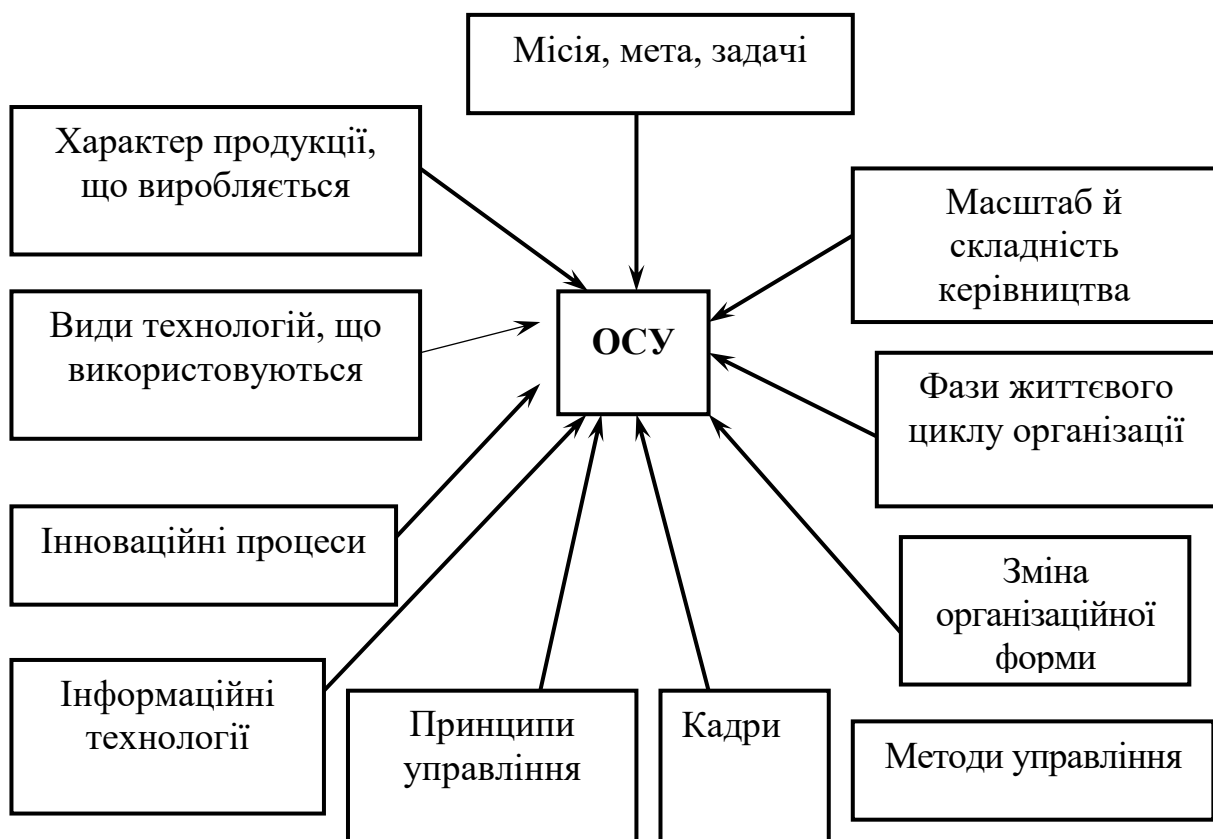 Місія, мета, задачі
Характер продукції,
що виробляється
Масштаб й
складність
керівництва
Види технологій, що
використовуються
ОСУ
Фази життєвого
циклу організації
Інноваційні процеси
Зміна
організаційної
форми
Інформаційні
технології
Принципи
управління
Кадри
Методи управління